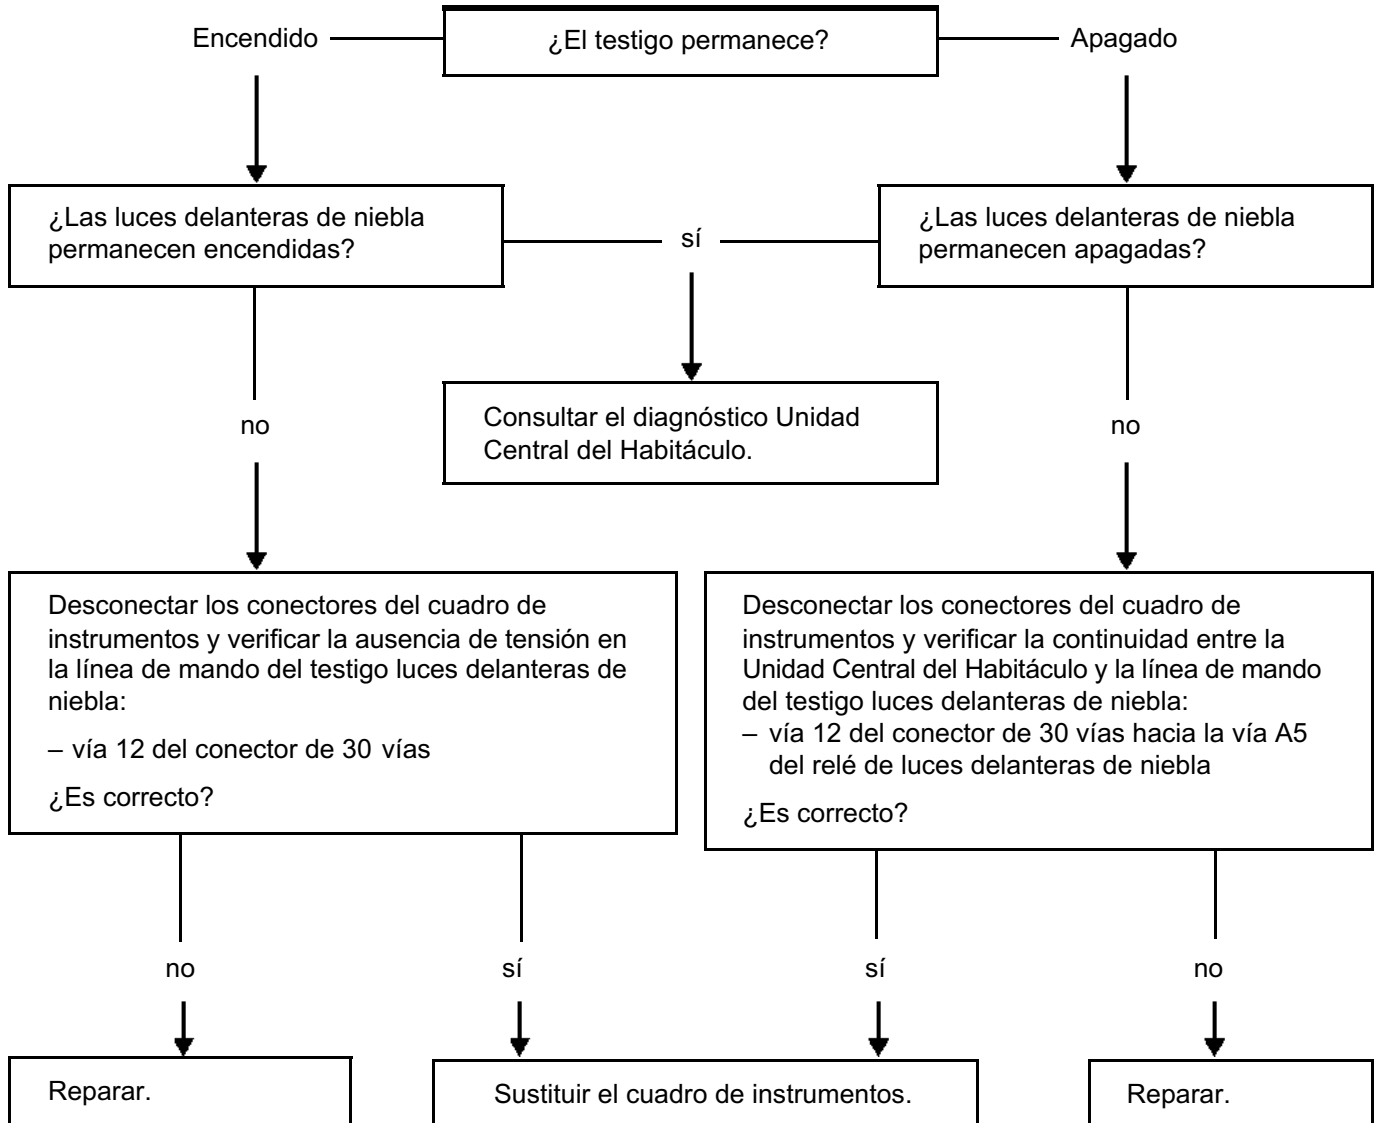 Encendido
¿El testigo permanece?
Apagado
¿Las luces delanteras de niebla
permanecen encendidas?
sí
¿Las luces delanteras de niebla
permanecen apagadas?
no
Consultar el diagnóstico Unidad
Central del Habitáculo.
no
Desconectar los conectores del cuadro de
instrumentos y verificar la ausencia de tensión en
la línea de mando del testigo luces delanteras de
niebla:
– vía 12 del conector de 30 vías
¿Es correcto?
Desconectar los conectores del cuadro de
instrumentos y verificar la continuidad entre la
Unidad Central del Habitáculo y la línea de mando
del testigo luces delanteras de niebla:
– vía 12 del conector de 30 vías hacia la vía A5
del relé de luces delanteras de niebla
¿Es correcto?
no
sí
sí
no
Reparar.
Sustituir el cuadro de instrumentos.
Reparar.